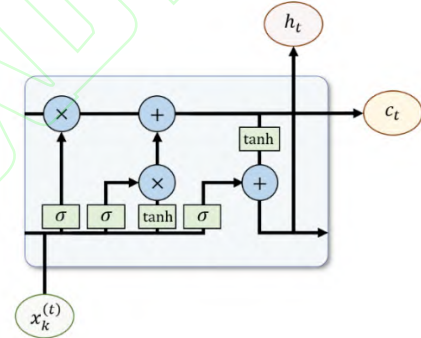 h_t
c_t
× +
tanh
× +
σ σ tanh σ
x_k^{(t)}